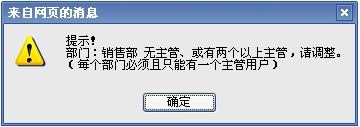 来自网页的消息
提示!
部门：销售部 无主管、或有两个以上主管，请调整。
（每个部门必须且只能有一个主管用户）
确定